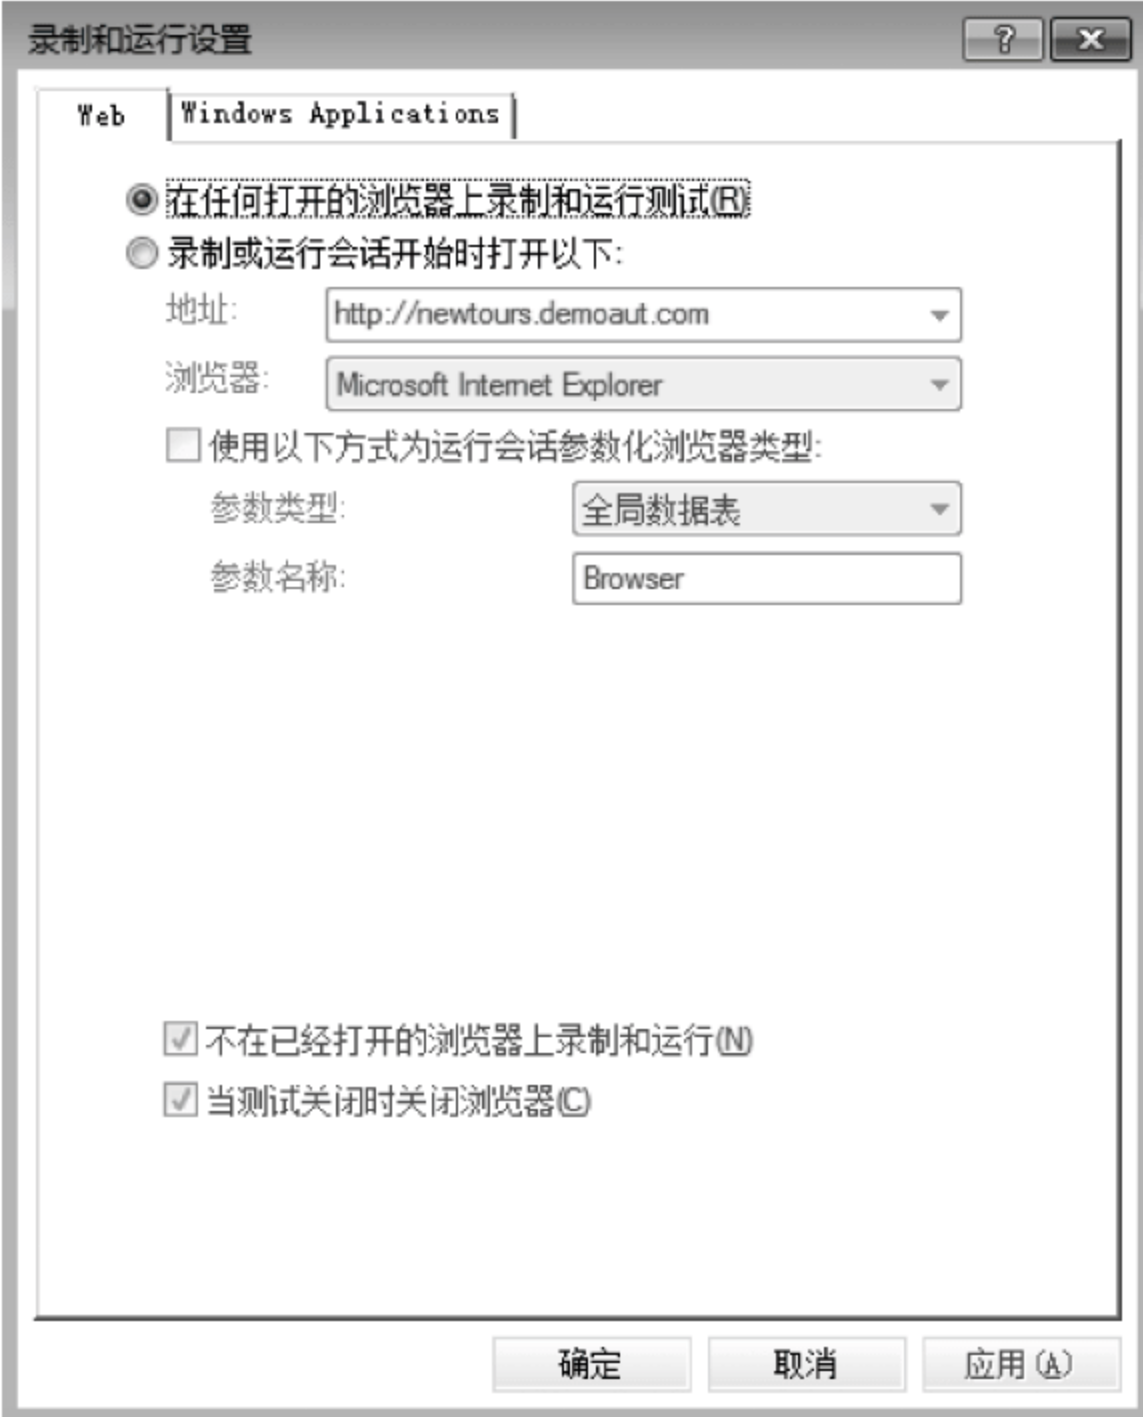 录制和运行设置
Web
Windows Applications
在任何打开的浏览器上录制和运行测试(R)
录制或运行会话开始时打开以下:
地址:
http://newtours.demoaut.com
浏览器:
Microsoft Internet Explorer
使用以下方式为运行会话参数化浏览器类型:
参数类型:
全局数据表
参数名称:
Browser
不在已经打开的浏览器上录制和运行(N)
当测试关闭时关闭浏览器(C)
确定
取消
应用(A)